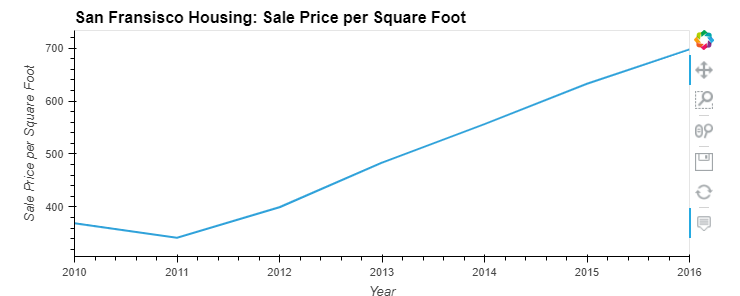 San Fransisco Housing: Sale Price per Square Foot
Sale Price per Square Foot
700
600
500
400
2010 2011 2012 2013 2014 2015 2016
Year